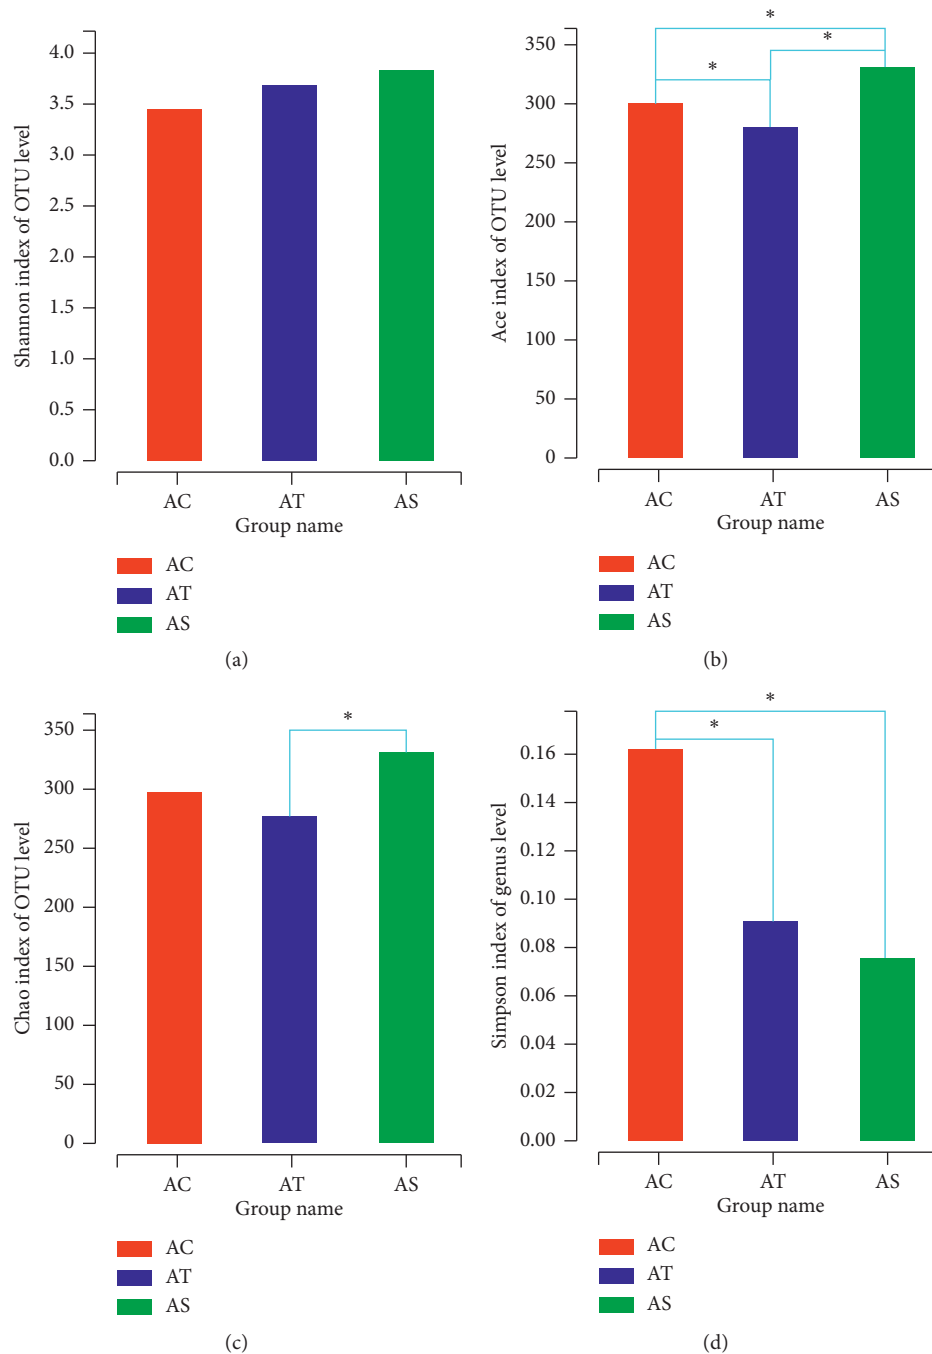 4.0
3.5
3.0
2.5
2.0
1.5
1.0
0.5
0.0
Shannon index of OTU level
AC AT AS
Group name
AC
AT
AS
(a)
350
300
250
200
150
100
50
0
Ace index of OTU level
*
*
*
AC AT AS
Group name
AC
AT
AS
(b)
350
300
250
200
150
100
50
0
Chao index of OTU level
*
AC AT AS
Group name
AC
AT
AS
(c)
0.16
0.14
0.12
0.10
0.08
0.06
0.04
0.02
0.00
Simpson index of genus level
*
*
AC AT AS
Group name
AC
AT
AS
(d)